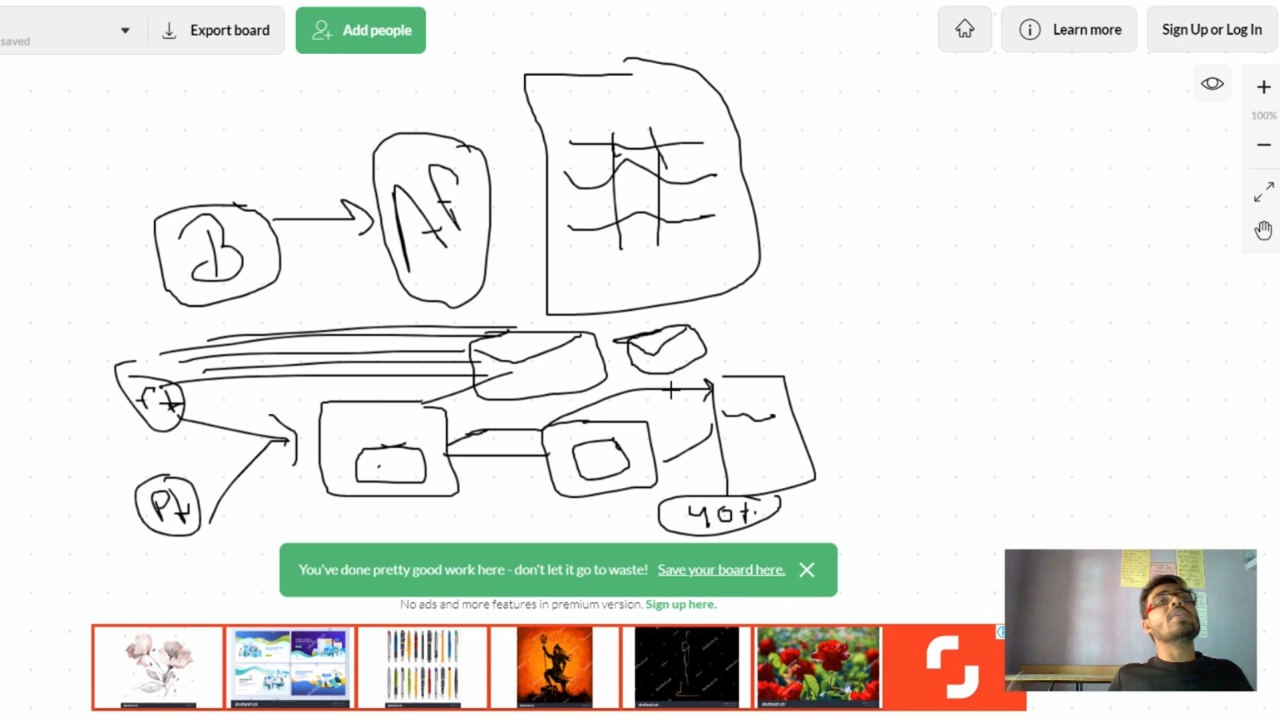 saved
Export board
Add people
Learn more
Sign Up or Log In
100%
B
AF
Pt
40%
You've done pretty good work here - don't let it go to waste! Save your board here.
No ads and more features in premium version. Sign up here.